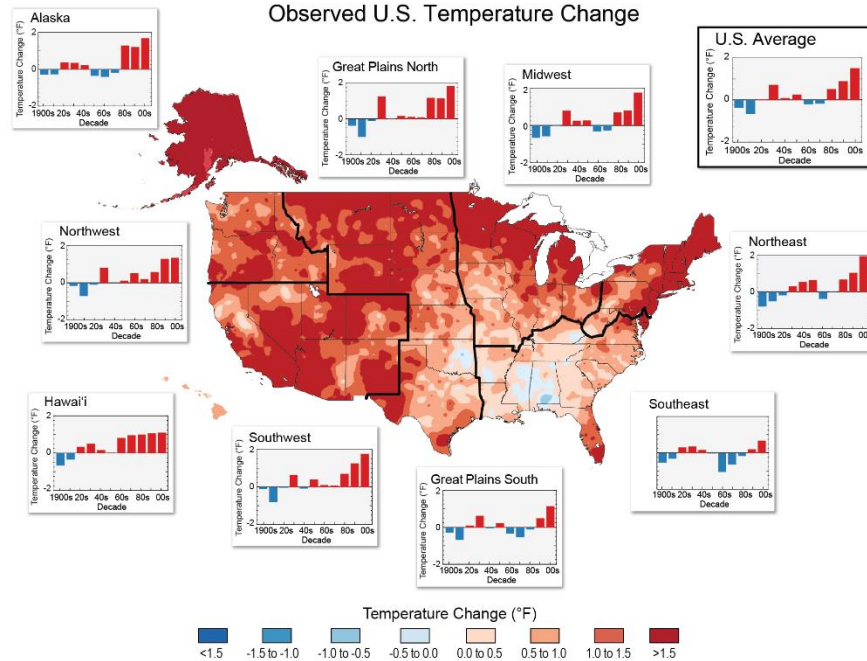 Observed U.S. Temperature Change
Alaska
Temperature Change (°F)
2
0
-2
1900s 20s 40s 60s 80s 00s
Decade
Great Plains North
Temperature Change (°F)
2
0
-2
1900s 20s 40s 60s 80s 00s
Decade
Midwest
Temperature Change (°F)
2
0
-2
1900s 20s 40s 60s 80s 00s
Decade
U.S. Average
Temperature Change (°F)
2
0
-2
1900s 20s 40s 60s 80s 00s
Decade
Northwest
Temperature Change (°F)
2
0
-2
1900s 20s 40s 60s 80s 00s
Decade
Northeast
Temperature Change (°F)
2
0
-2
1900s 20s 40s 60s 80s 00s
Decade
Hawai'i
Temperature Change (°F)
2
0
-2
1900s 20s 40s 60s 80s 00s
Decade
Southwest
Temperature Change (°F)
2
0
-2
1900s 20s 40s 60s 80s 00s
Decade
Great Plains South
Temperature Change (°F)
2
0
-2
1900s 20s 40s 60s 80s 00s
Decade
Southeast
Temperature Change (°F)
2
0
-2
1900s 20s 40s 60s 80s 00s
Decade
Temperature Change (°F)
<1.5 -1.5 to -1.0 -1.0 to -0.5 -0.5 to 0.0 0.0 to 0.5 0.5 to 1.0 1.0 to 1.5 >1.5